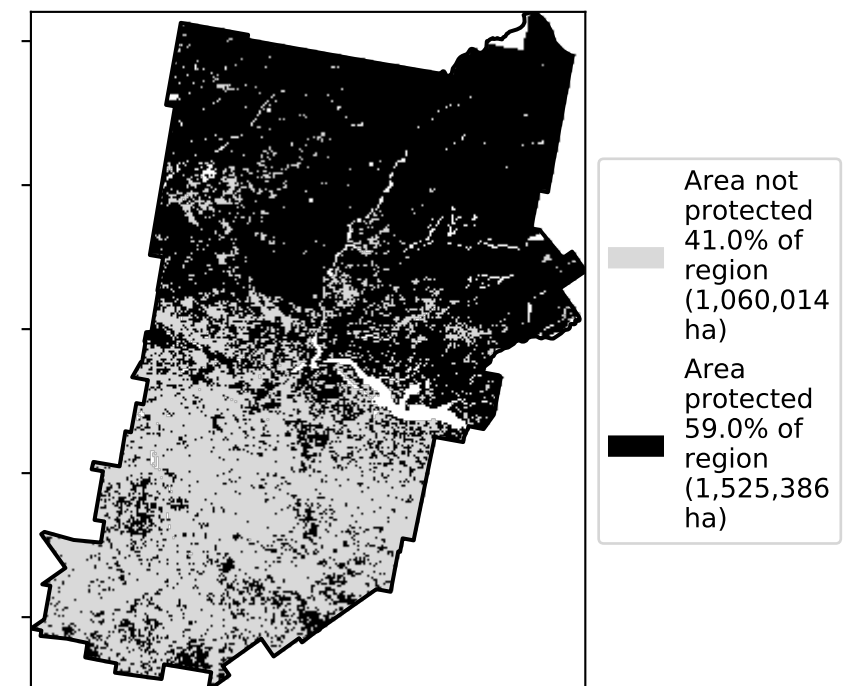 Area not
protected
41.0% of
region
(1,060,014
ha)
Area
protected
59.0% of
region
(1,525,386
ha)